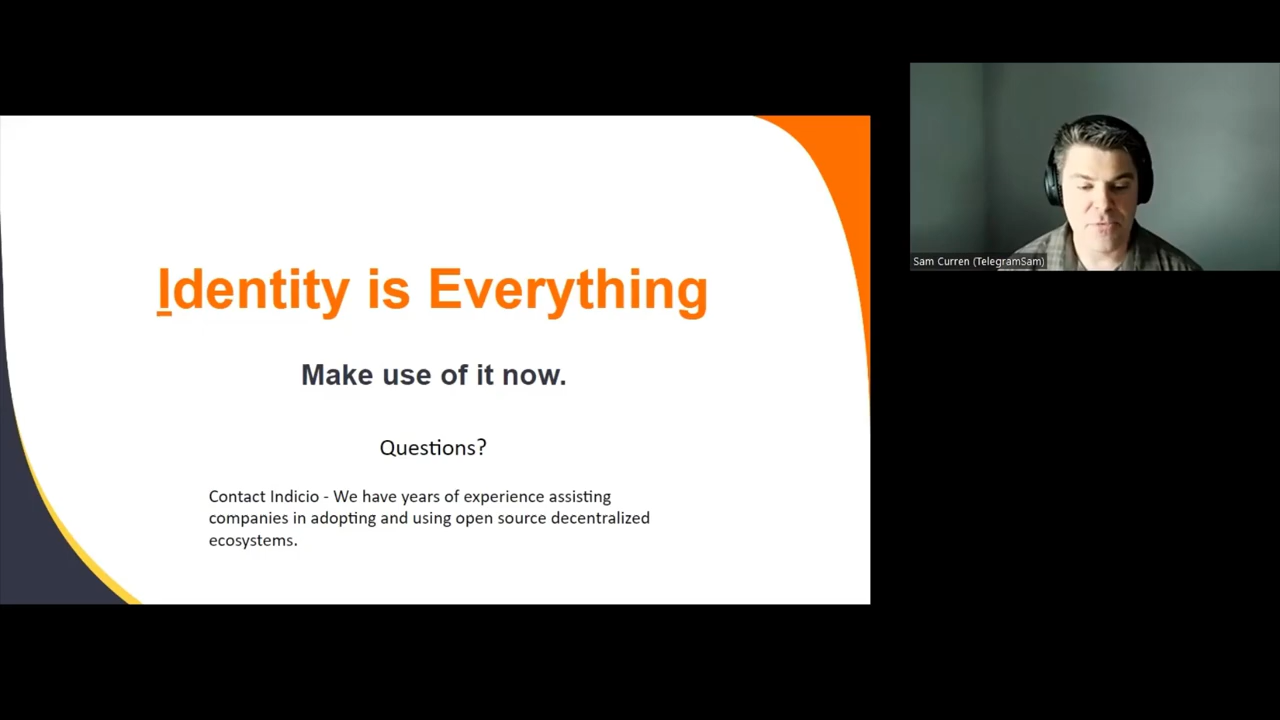 Identity is Everything
Make use of it now.
Questions?
Contact Indicio - We have years of experience assisting
companies in adopting and using open source decentralized
ecosystems.
Sam Curren (TelegramSam)